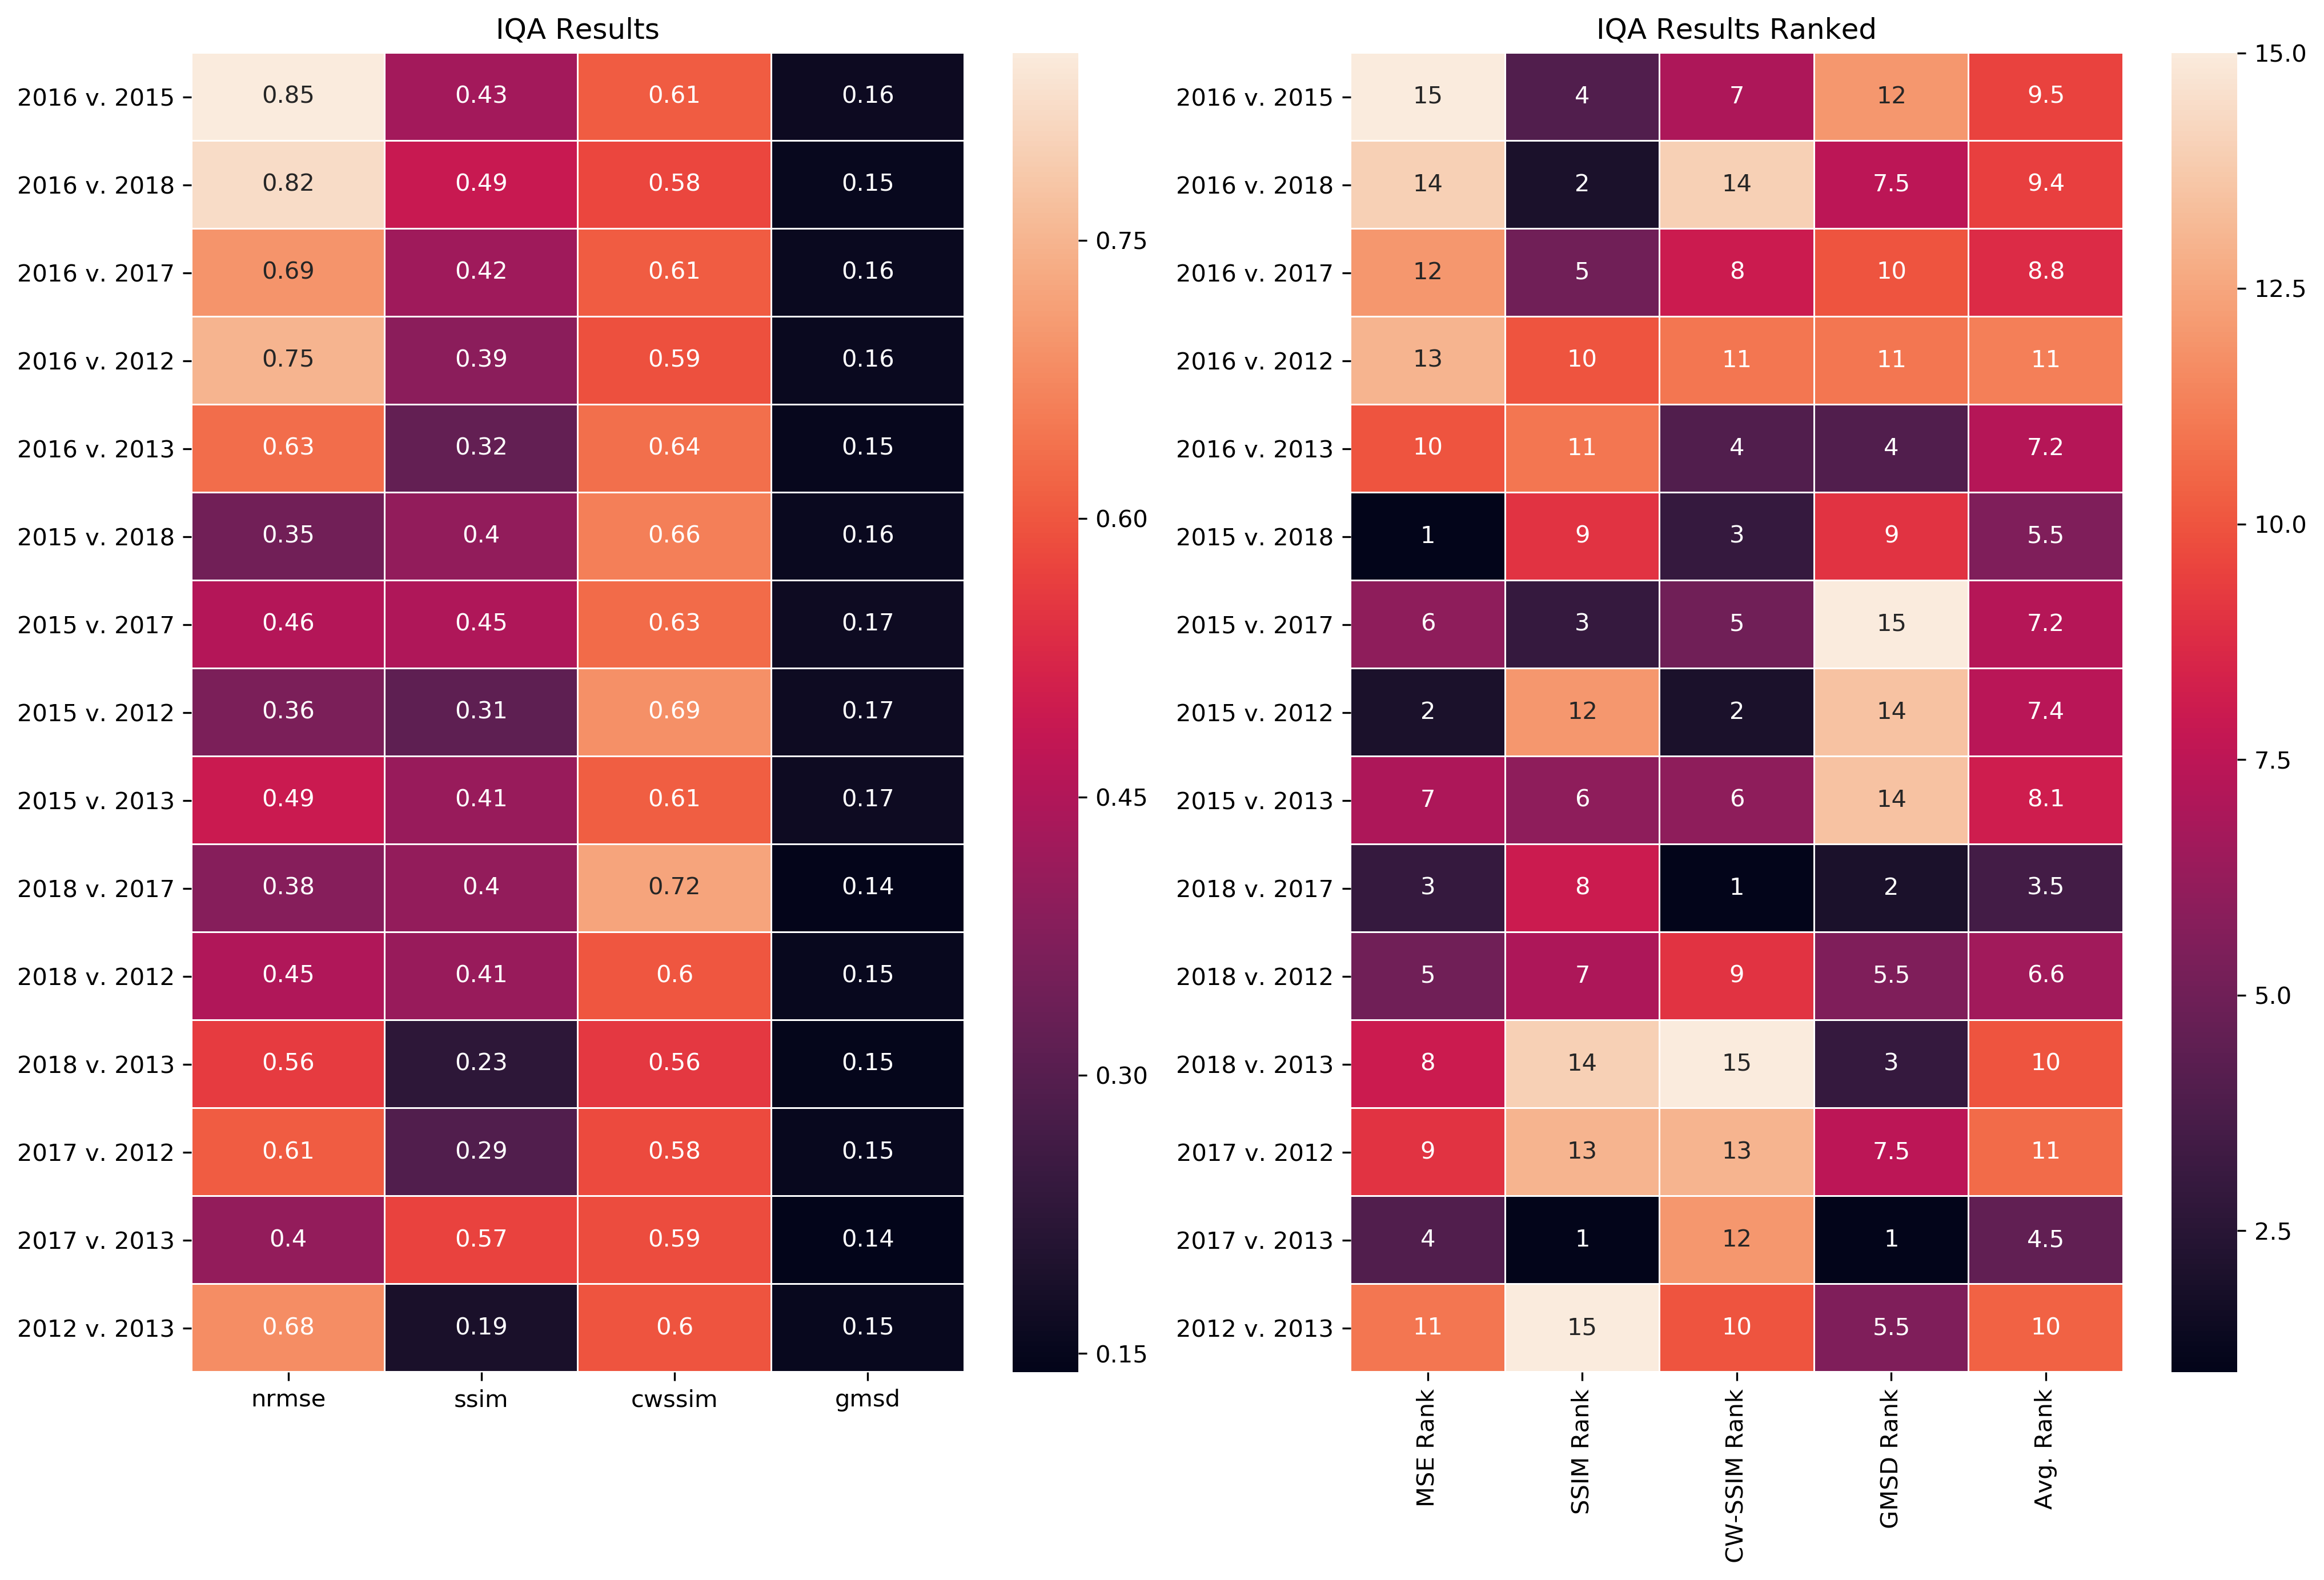 IQA Results
2016 v. 2015 0.85 0.43 0.61 0.16
2016 v. 2018 0.82 0.49 0.58 0.15
2016 v. 2017 0.69 0.42 0.61 0.16
2016 v. 2012 0.75 0.39 0.59 0.16
2016 v. 2013 0.63 0.32 0.64 0.15
2015 v. 2018 0.35 0.4 0.66 0.16
2015 v. 2017 0.46 0.45 0.63 0.17
2015 v. 2012 0.36 0.31 0.69 0.17
2015 v. 2013 0.49 0.41 0.61 0.17
2018 v. 2017 0.38 0.4 0.72 0.14
2018 v. 2012 0.45 0.41 0.6 0.15
2018 v. 2013 0.56 0.23 0.56 0.15
2017 v. 2012 0.61 0.29 0.58 0.15
2017 v. 2013 0.4 0.57 0.59 0.14
2012 v. 2013 0.68 0.19 0.6 0.15
nrmse ssim cwssim gmsd
0.75
0.60
0.45
0.30
0.15
IQA Results Ranked
2016 v. 2015 15 4 7 12 9.5
2016 v. 2018 14 2 14 7.5 9.4
2016 v. 2017 12 5 8 10 8.8
2016 v. 2012 13 10 11 11 11
2016 v. 2013 10 11 4 4 7.2
2015 v. 2018 1 9 3 9 5.5
2015 v. 2017 6 3 5 15 7.2
2015 v. 2012 2 12 2 14 7.4
2015 v. 2013 7 6 6 14 8.1
2018 v. 2017 3 8 1 2 3.5
2018 v. 2012 5 7 9 5.5 6.6
2018 v. 2013 8 14 15 3 10
2017 v. 2012 9 13 13 7.5 11
2017 v. 2013 4 1 12 1 4.5
2012 v. 2013 11 15 10 5.5 10
MSE Rank
SSIM Rank
CW-SSIM Rank
GMSD Rank
Avg. Rank
15.0
12.5
10.0
7.5
5.0
2.5